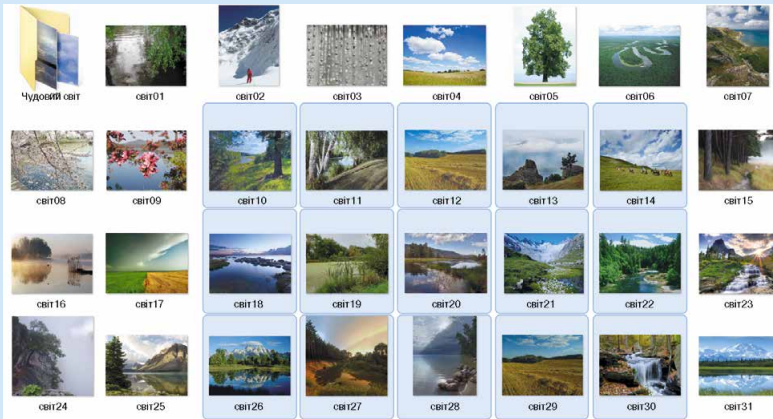 Чудовий світ
світ01
світ02
світ03
світ04
світ05
світ06
світ07
світ08
світ09
світ10
світ11
світ12
світ13
світ14
світ15
світ16
світ17
світ18
світ19
світ20
світ21
світ22
світ23
світ24
світ25
світ26
світ27
світ28
світ29
світ30
світ31